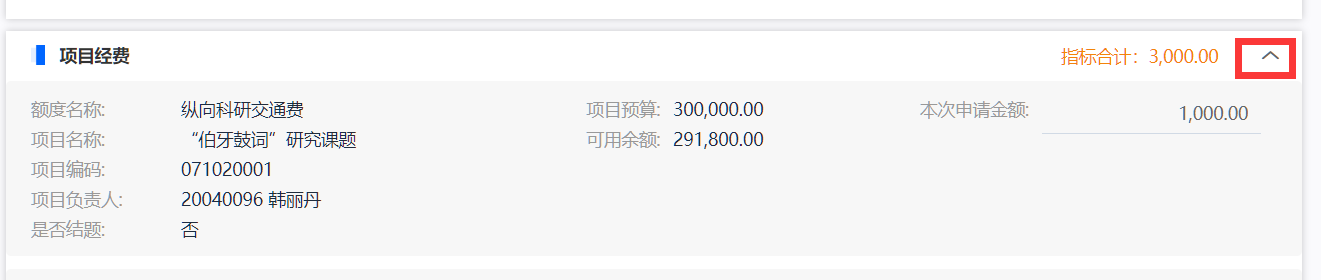 项目经费 指标合计：3,000.00
额度名称: 纵向科研交通费 项目预算: 300,000.00 本次申请金额: 1,000.00
项目名称: “伯牙鼓词”研究课题 可用余额: 291,800.00
项目编码: 071020001
项目负责人: 20040096 韩丽丹
是否结题: 否